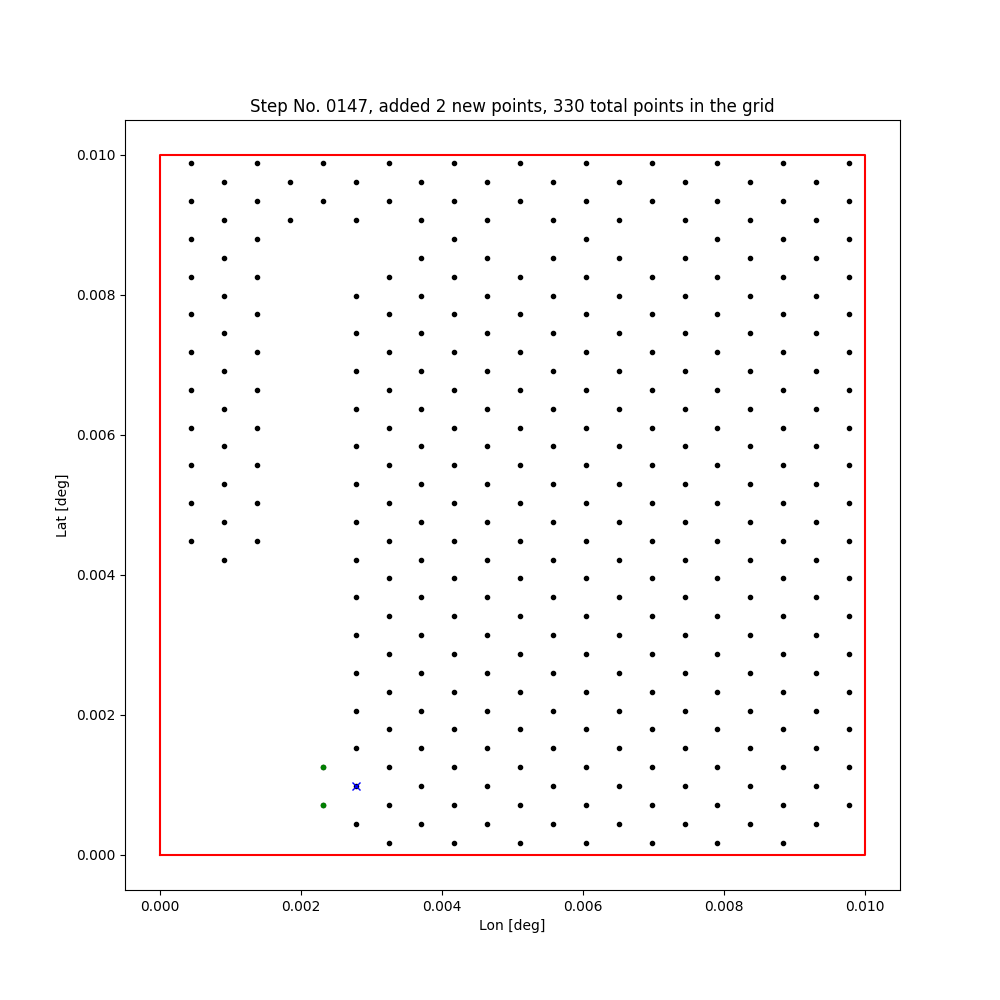 Step No. 0147, added 2 new points, 330 total points in the grid
0.010
0.008
0.006
0.004
0.002
0.000
Lat [deg]
0.000 0.002 0.004 0.006 0.008 0.010
Lon [deg]